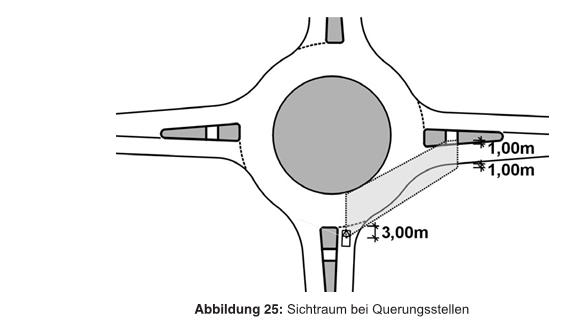 1,00m
1,00m
3,00m
Abbildung 25: Sichtraum bei Querungsstellen